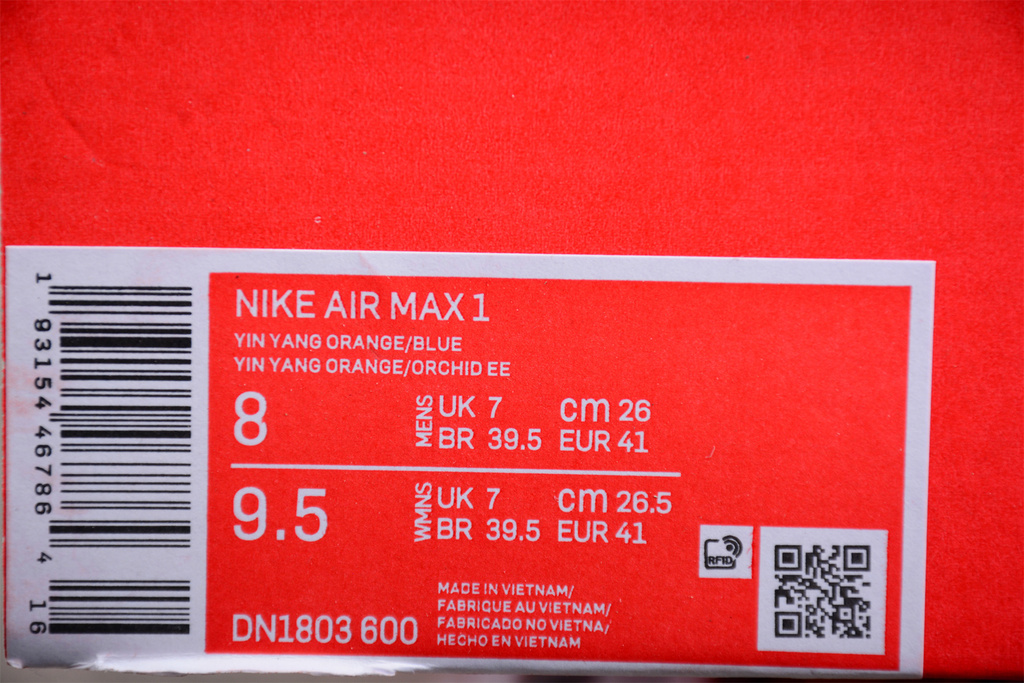 1 93154 46786 4 16
NIKE AIR MAX 1
YIN YANG ORANGE/BLUE
YIN YANG ORANGE/ORCHID EE
8 MENS UK 7 cm 26
BR 39.5 EUR 41
9.5 WMNS UK 7 cm 26.5
BR 39.5 EUR 41
RFID
MADE IN VIETNAM/
FABRIQUE AU VIETNAM/
FABRICADO NO VIETNA/
HECHO EN VIETNAM
DN1803 600